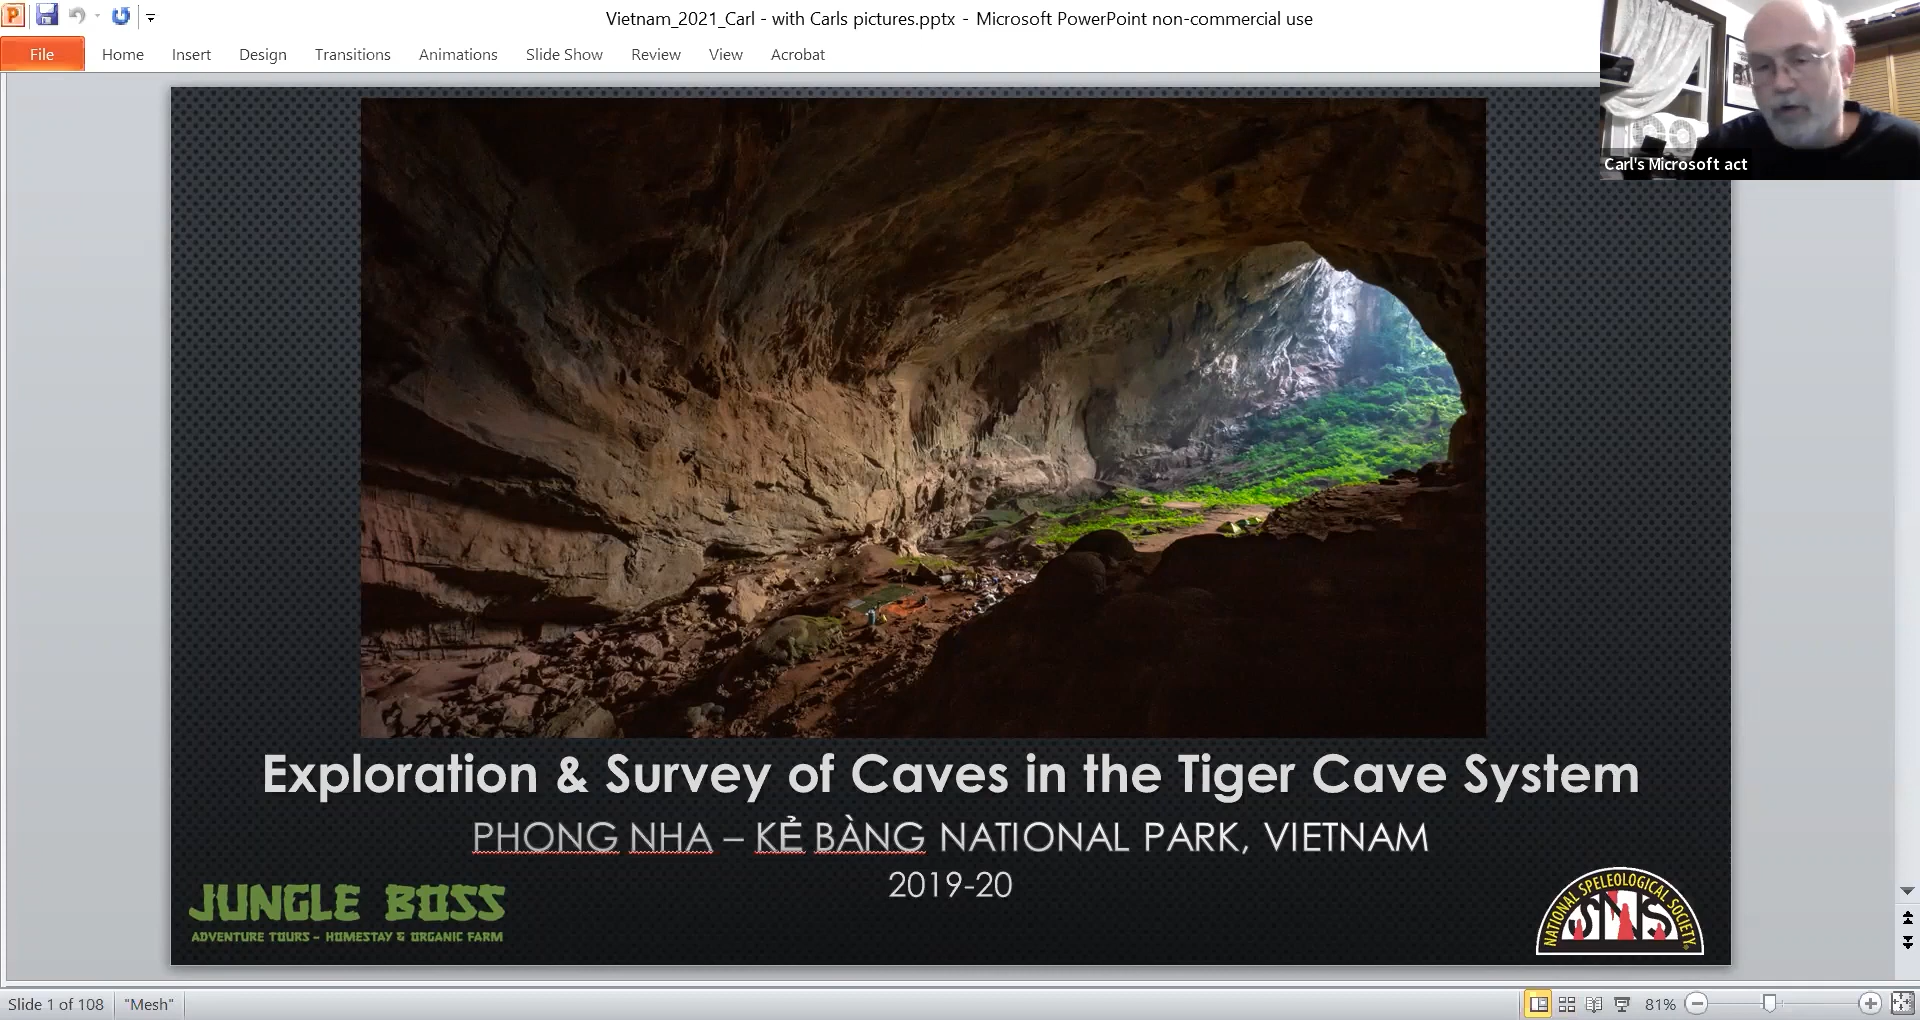 Vietnam_2021_Carl - with Carls pictures.pptx - Microsoft PowerPoint non-commercial use
File Home Insert Design Transitions Animations Slide Show Review View Acrobat
Carl's Microsoft act
Exploration & Survey of Caves in the Tiger Cave System
PHONG NHA – KẺ BÀNG NATIONAL PARK, VIETNAM
2019-20
JUNGLE BOSS
ADVENTURE TOURS - HOMESTAY & ORGANIC FARM
NATIONAL SPELEOLOGICAL SOCIETY
NSS
Slide 1 of 108 "Mesh" 81%